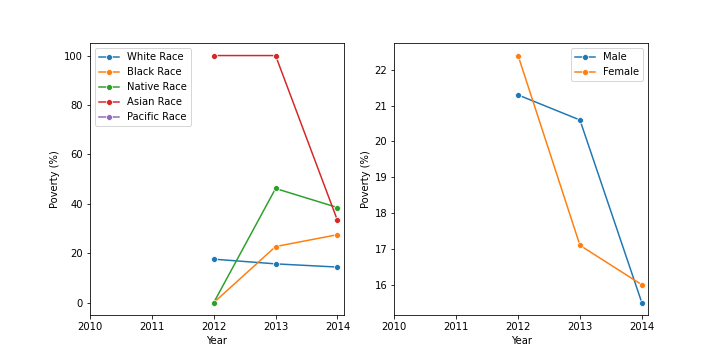 100
80
60
40
20
0
Poverty (%)
White Race
Black Race
Native Race
Asian Race
Pacific Race
2010 2011 2012 2013 2014
Year
22
21
20
19
18
17
16
Poverty (%)
Male
Female
2010 2011 2012 2013 2014
Year